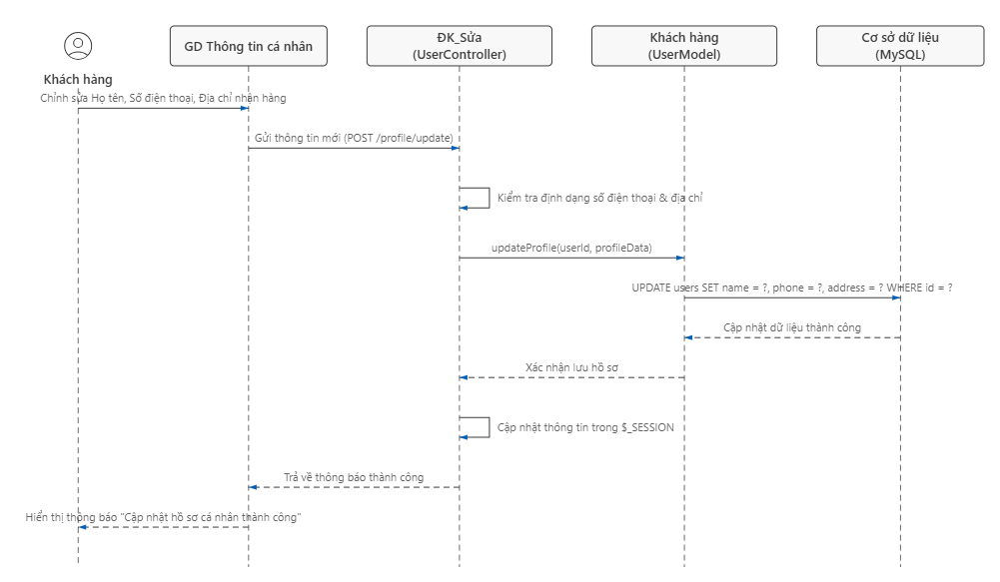 GD Thông tin cá nhân
ĐK_Sửa
(UserController)
Khách hàng
(UserModel)
Cơ sở dữ liệu
(MySQL)
Khách hàng
Chỉnh sửa Họ tên, Số điện thoại, Địa chỉ nhận hàng
Gửi thông tin mới (POST /profile/update)
Kiểm tra định dạng số điện thoại & địa chỉ
updateProfile(userId, profileData)
UPDATE users SET name = ?, phone = ?, address = ? WHERE id = ?
Cập nhật dữ liệu thành công
Xác nhận lưu hồ sơ
Cập nhật thông tin trong $_SESSION
Trả về thông báo thành công
Hiển thị thông báo "Cập nhật hồ sơ cá nhân thành công"